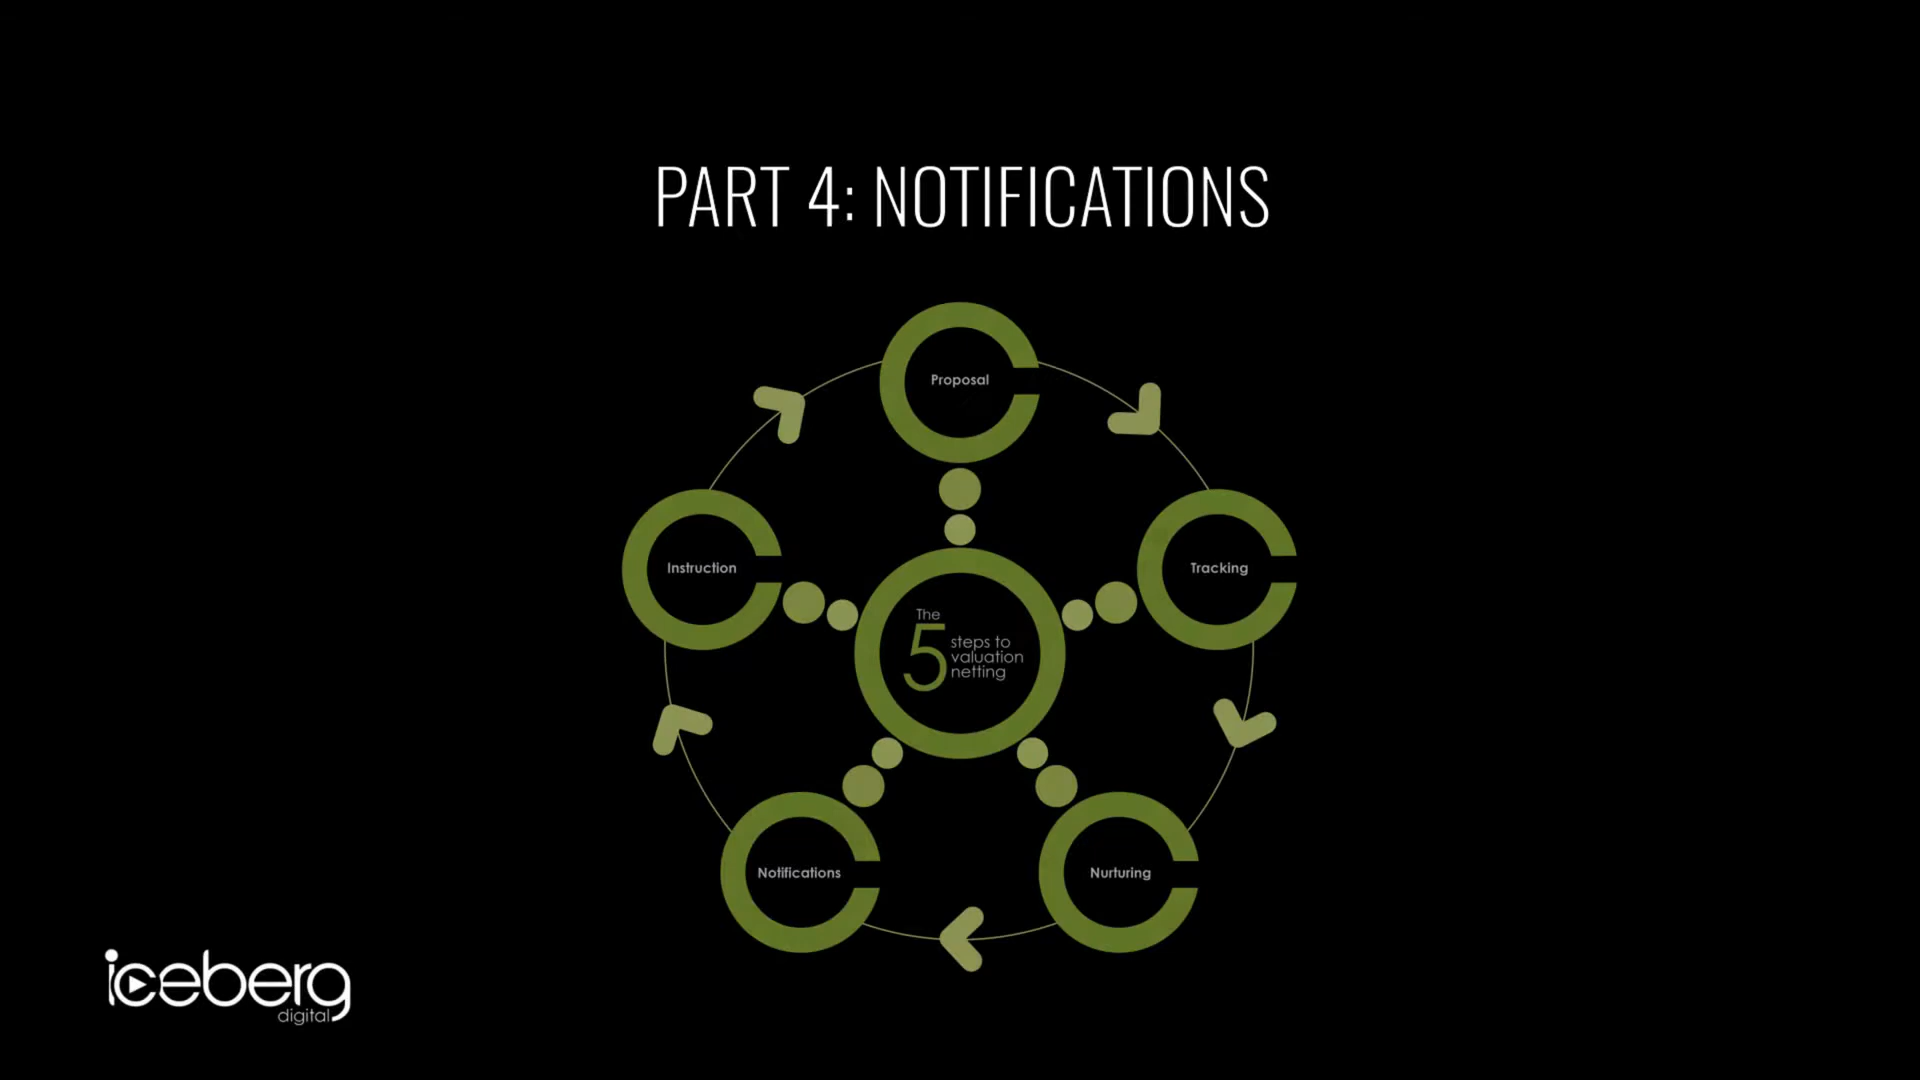 PART 4: NOTIFICATIONS
Proposal
Instruction
Tracking
The
5 steps to
valuation
netting
Notifications
Nurturing
iceberg
digital